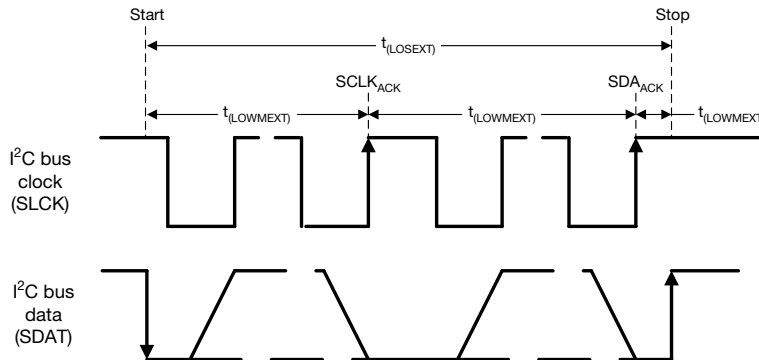 Start Stop
t(LOSEXT)
SCLKACK SDAACK
t(LOWMEXT) t(LOWMEXT) t(LOWMEXT)
I²C bus
clock
(SLCK)
I²C bus
data
(SDAT)